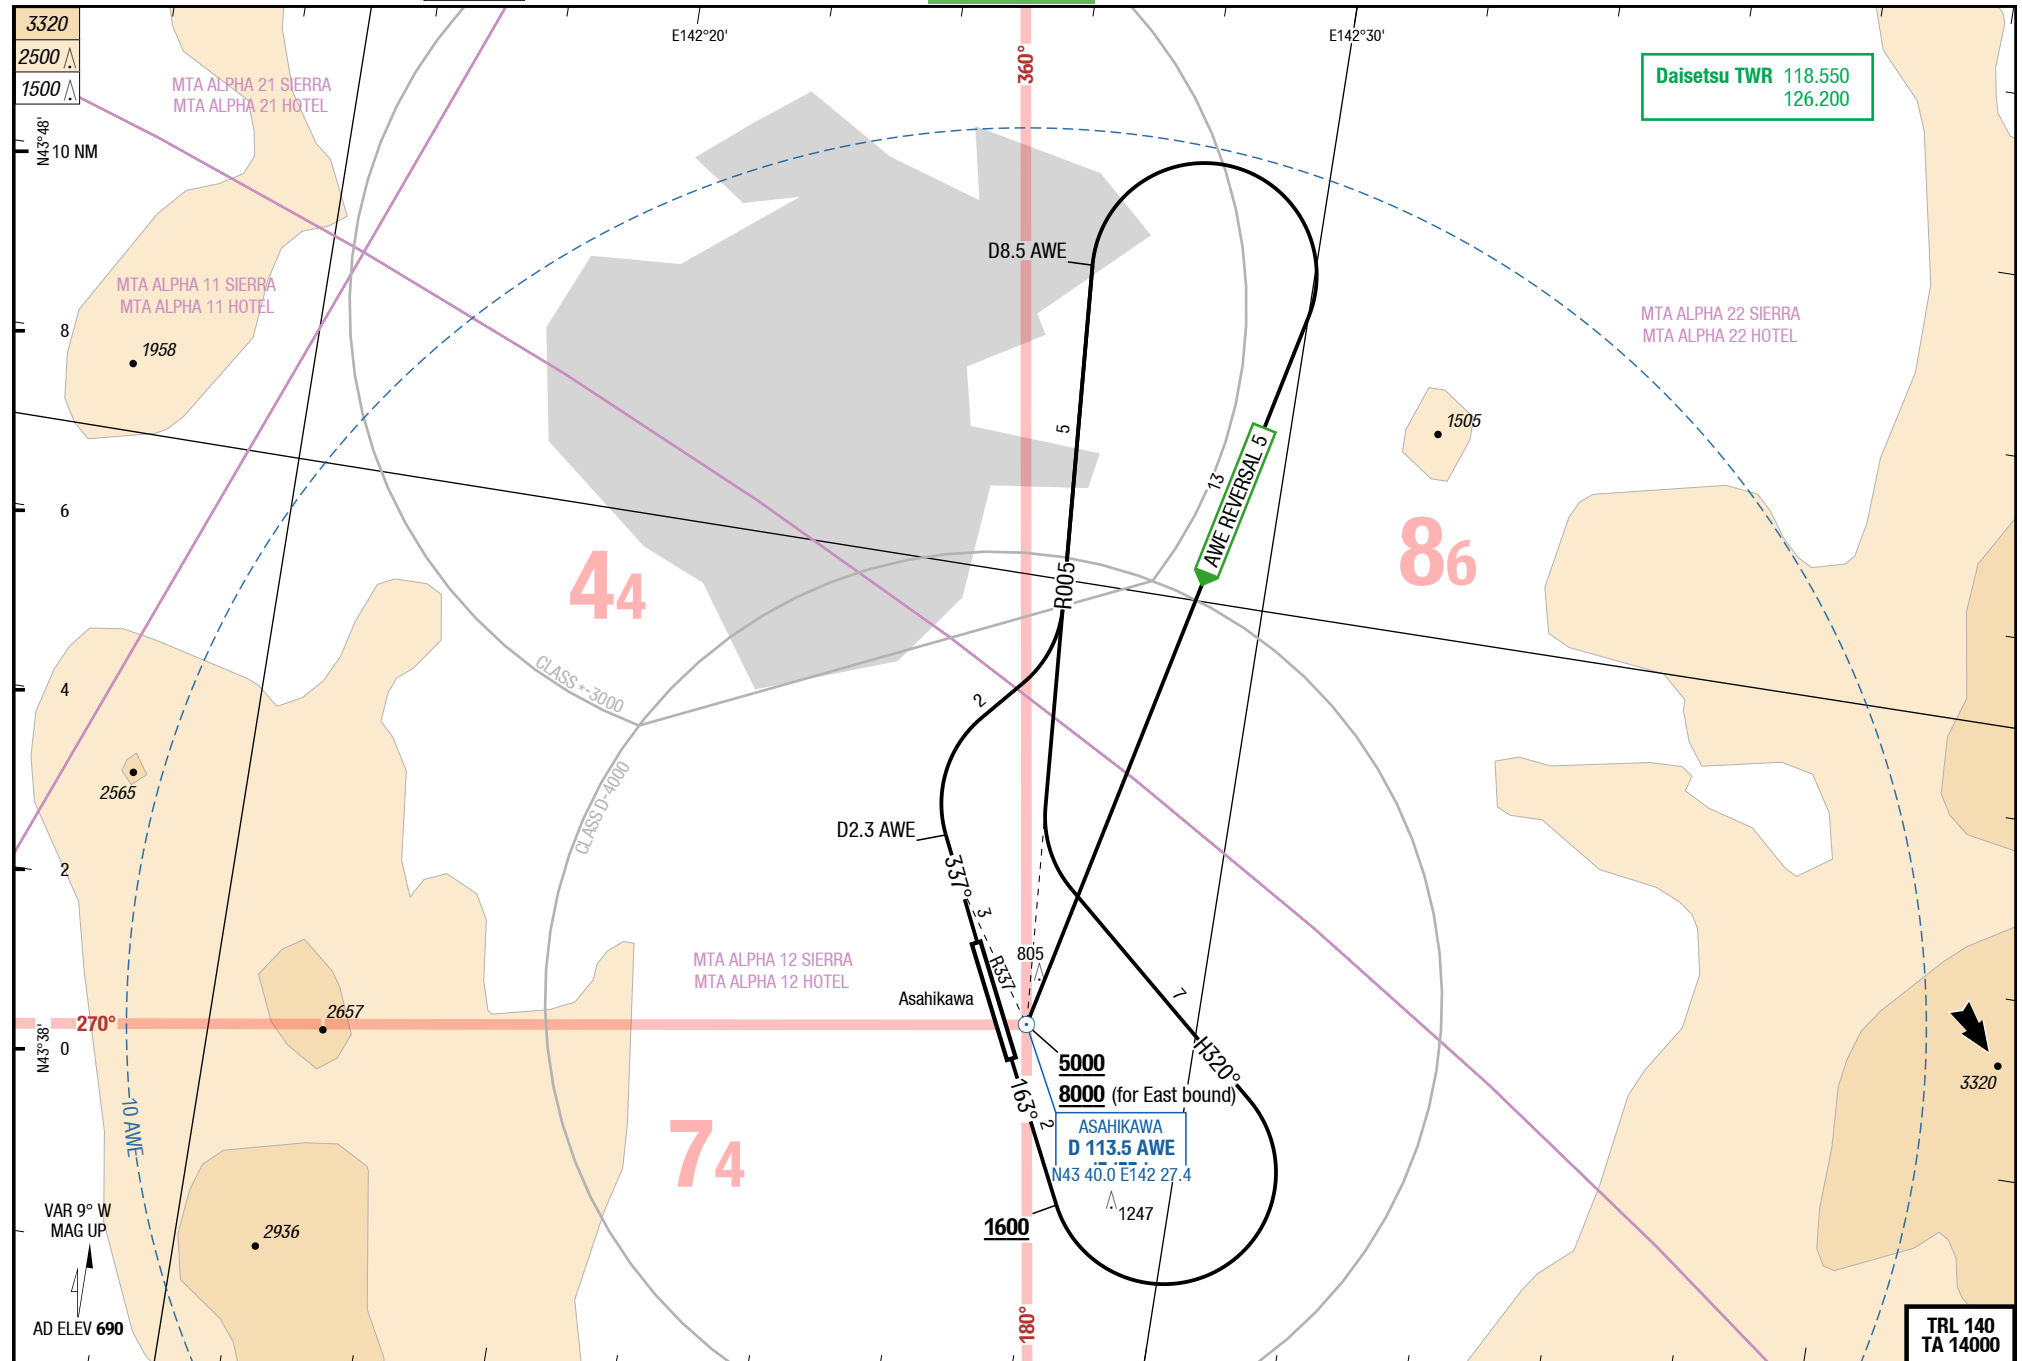 3320
2500
1500
E142°20'
360°
E142°30'
Daisetsu TWR 118.550
126.200
MTA ALPHA 21 SIERRA
MTA ALPHA 21 HOTEL
N43°48'
10 NM
D8.5 AWE
MTA ALPHA 11 SIERRA
MTA ALPHA 11 HOTEL
MTA ALPHA 22 SIERRA
MTA ALPHA 22 HOTEL
8
1958
1505
5
13
AWE REVERSAL 5
6
44
86
R005
CLASS *-3000
4
2
2565
CLASS D-4000
D2.3 AWE
2
337°
3
R337
805
MTA ALPHA 12 SIERRA
MTA ALPHA 12 HOTEL
Asahikawa
7
2657
270°
N43°38'
0
H320°
5000
8000 (for East bound)
3320
163°
2
10 AWE
ASAHIKAWA
D 113.5 AWE
N43 40.0 E142 27.4
74
1247
1600
VAR 9° W
MAG UP
2936
180°
AD ELEV 690
TRL 140
TA 14000